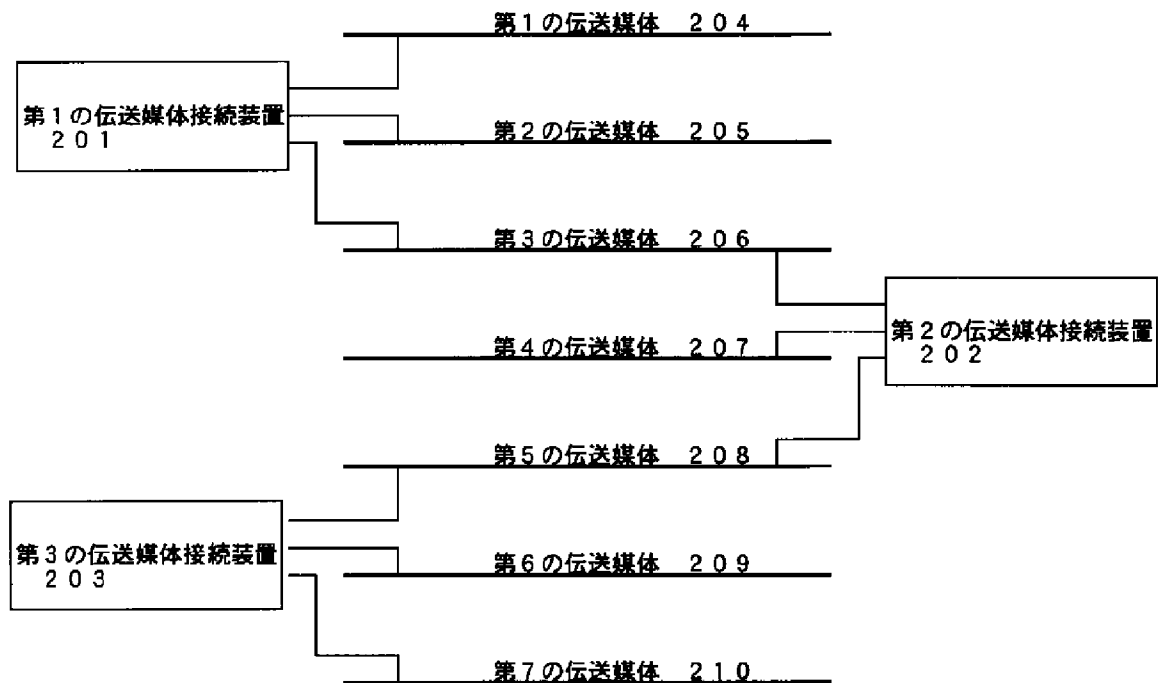 第１の伝送媒体　２０４
第１の伝送媒体接続装置
２０１
第２の伝送媒体　２０５
第３の伝送媒体　２０６
第２の伝送媒体接続装置
２０２
第４の伝送媒体　２０７
第５の伝送媒体　２０８
第３の伝送媒体接続装置
２０３
第６の伝送媒体　２０９
第７の伝送媒体　２１０